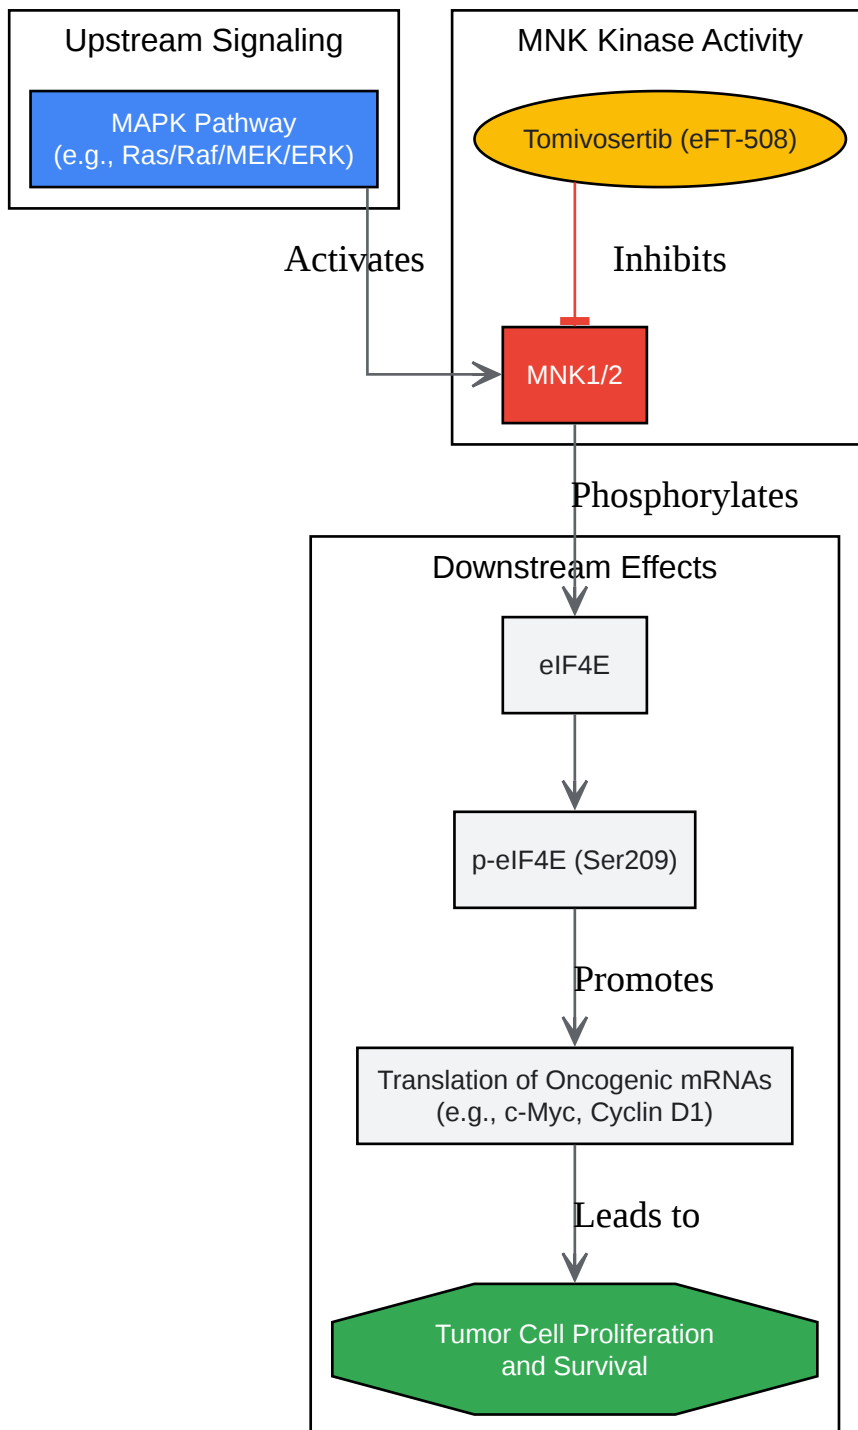 Upstream Signaling
MAPK Pathway
(e.g., Ras/Raf/MEK/ERK)
MNK Kinase Activity
Tomivosertib (eFT-508)
Activates
Inhibits
MNK1/2
Phosphorylates
Downstream Effects
eIF4E
p-eIF4E (Ser209)
Promotes
Translation of Oncogenic mRNAs
(e.g., c-Myc, Cyclin D1)
Leads to
Tumor Cell Proliferation
and Survival